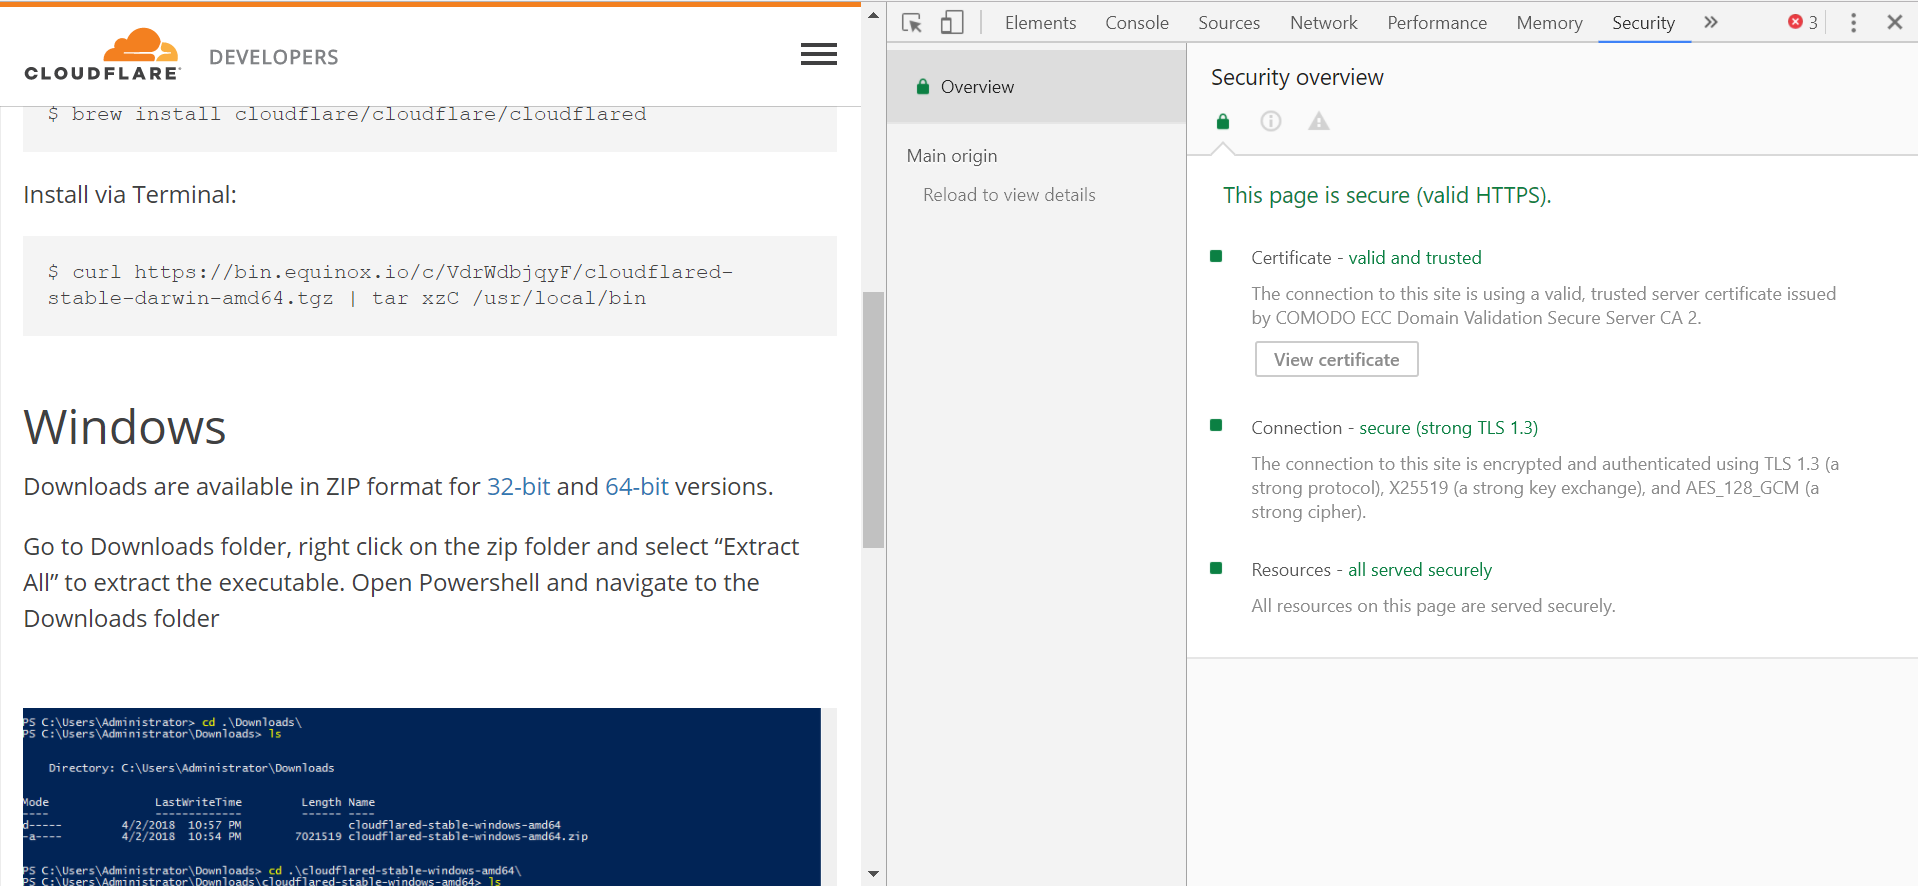 CLOUDFLARE
DEVELOPERS
$ brew install cloudflare/cloudflare/cloudflared
Install via Terminal:
$ curl https://bin.equinox.io/c/VdrWdbjqyF/cloudflared-
stable-darwin-amd64.tgz | tar xzC /usr/local/bin
Windows
Downloads are available in ZIP format for 32-bit and 64-bit versions.
Go to Downloads folder, right click on the zip folder and select “Extract
All” to extract the executable. Open Powershell and navigate to the
Downloads folder
PS C:\Users\Administrator> cd .\Downloads\
PS C:\Users\Administrator\Downloads> ls
Directory: C:\Users\Administrator\Downloads
Mode LastWriteTime Length Name
---- ------------- ------ ----
d----- 4/2/2018 10:57 PM cloudflared-stable-windows-amd64
-a---- 4/2/2018 10:54 PM 7021519 cloudflared-stable-windows-amd64.zip
PS C:\Users\Administrator\Downloads> cd .\cloudflared-stable-windows-amd64\
PS C:\Users\Administrator\Downloads\cloudflared-stable-windows-amd64> ls
Elements Console Sources Network Performance Memory Security » 3
Overview
Main origin
Reload to view details
Security overview
This page is secure (valid HTTPS).
Certificate - valid and trusted
The connection to this site is using a valid, trusted server certificate issued
by COMODO ECC Domain Validation Secure Server CA 2.
View certificate
Connection - secure (strong TLS 1.3)
The connection to this site is encrypted and authenticated using TLS 1.3 (a
strong protocol), X25519 (a strong key exchange), and AES_128_GCM (a
strong cipher).
Resources - all served securely
All resources on this page are served securely.